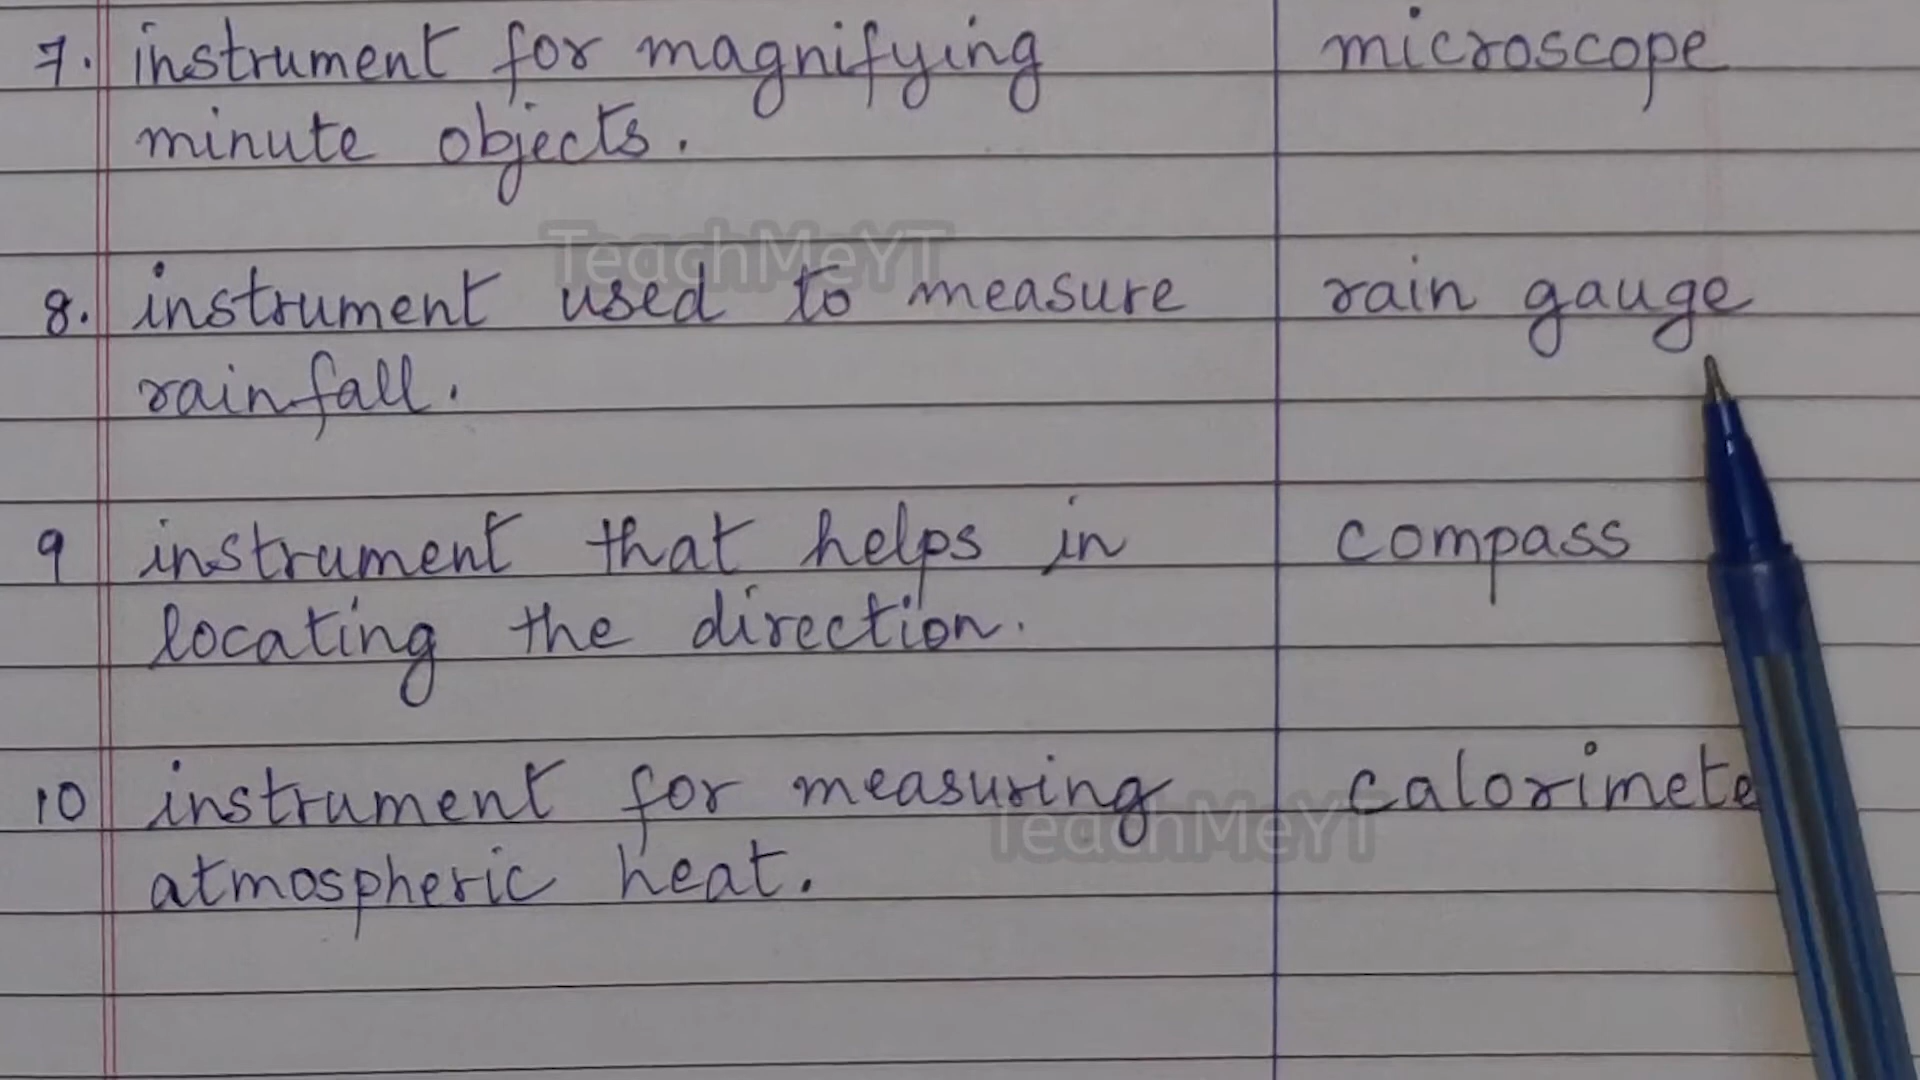 7. instrument for magnifying microscope
minute objects.
TeachMeYT
8. instrument used to measure rain gauge
rainfall.
9 instrument that helps in compass
locating the direction.
10 instrument for measuring calorimete
TeachMeYT
atmospheric heat.